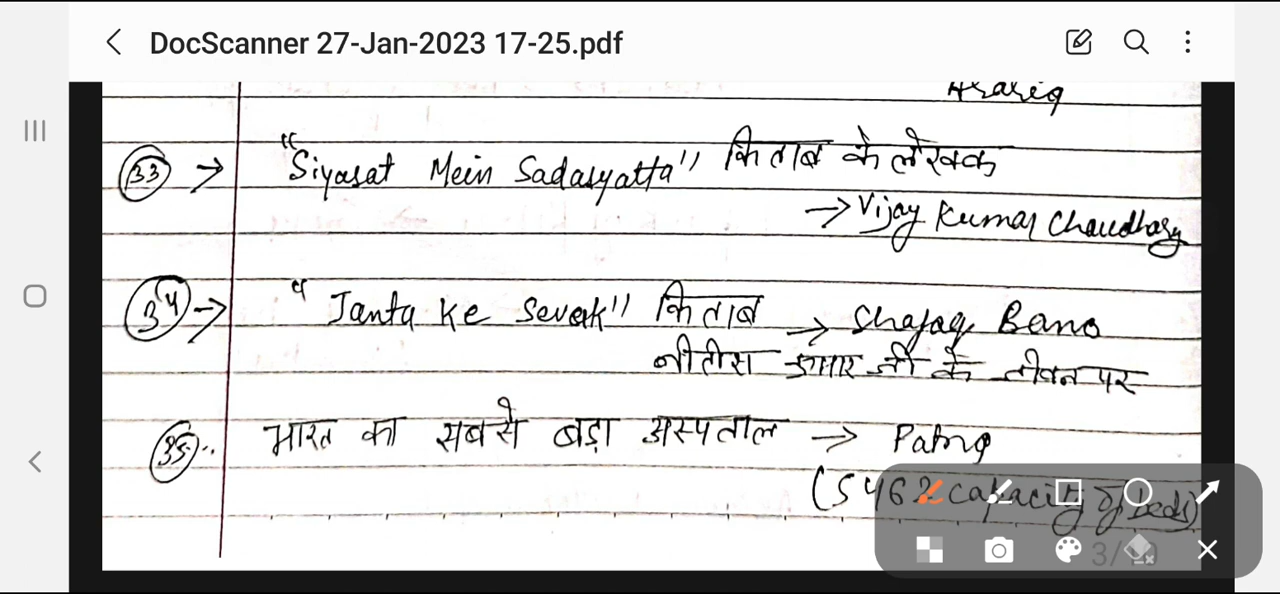 DocScanner 27-Jan-2023 17-25.pdf
Araria
33 → "Siyasat Mein Sadasyatta" किताब के लेखक
→ Vijay Kumar Chaudhary
34 → "Janta Ke Sevak" किताब → Shafaq Bano
नीतीस कुमार जी के जीवन पर
35.. भारत का सबसे बड़ा अस्पताल → Patna
(5462 capacity of beds)